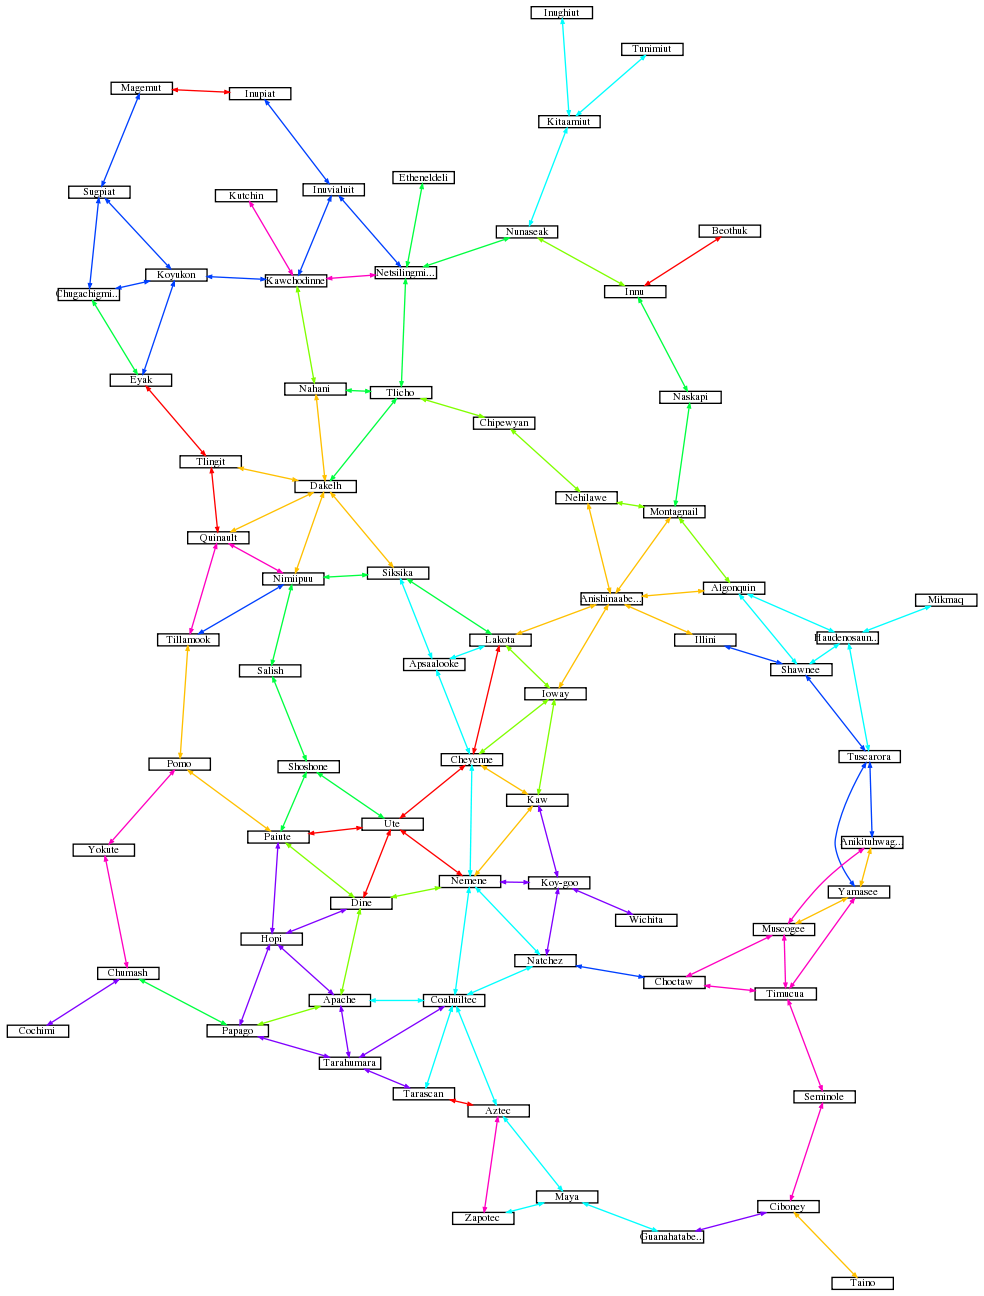 Inughiut
Tunimiut
Magemut
Inupiat
Kitaamiut
Etheneldeli
Sugpiat
Kutchin
Inuvialuit
Nunaseak
Beothuk
Koyukon
Kawchodinne
Netsilingmi...
Chugachigmi...
Innu
Eyak
Nahani
Tlicho
Naskapi
Chipewyan
Tlingit
Dakelh
Nehilawe
Montagnail
Quinault
Nimiipuu
Siksika
Algonquin
Anishinaabe...
Mikmaq
Tillamook
Lakota
Illini
Haudenosaun...
Salish
Apsaalooke
Shawnee
Ioway
Pomo
Shoshone
Cheyenne
Tuscarora
Kaw
Ute
Paiute
Yokute
Anikituhwag...
Nemene
Koy-goo
Yamasee
Dine
Wichita
Muscogee
Hopi
Natchez
Chumash
Choctaw
Timucua
Apache
Coahuiltec
Cochimi
Papago
Tarahumara
Tarascan
Seminole
Aztec
Maya
Zapotec
Ciboney
Guanahatabe...
Taino